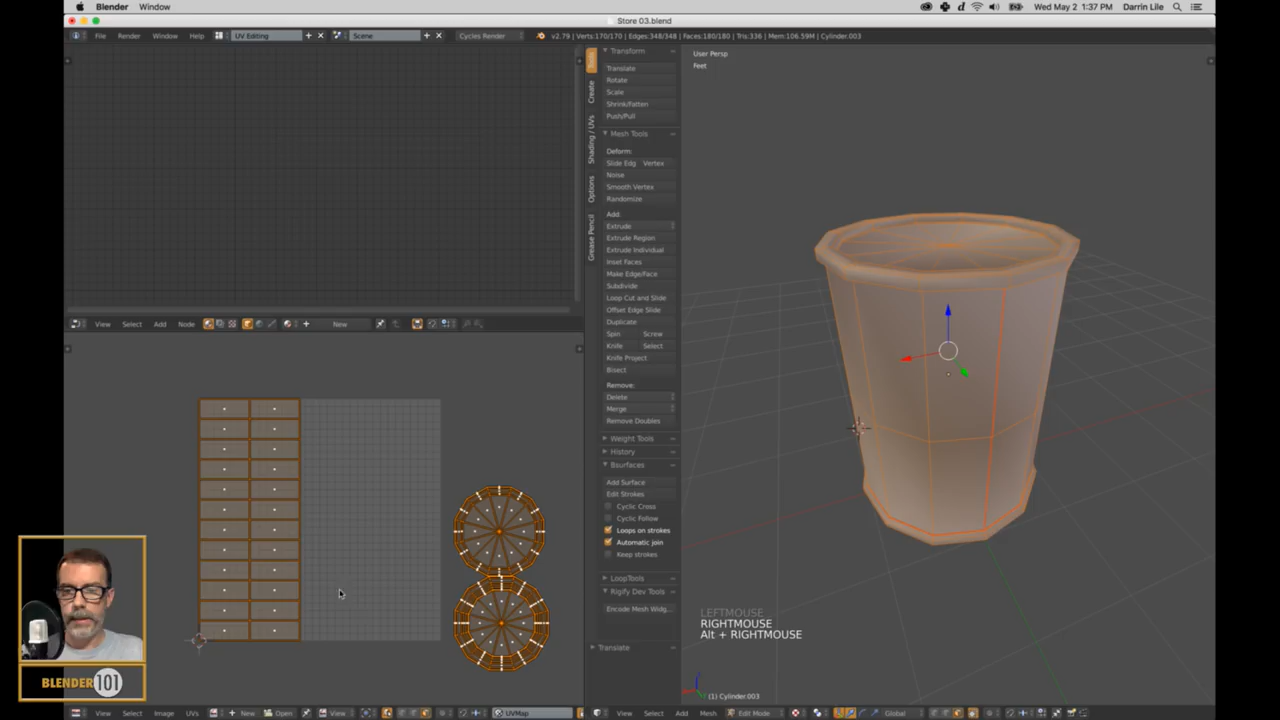 Blender Window Wed May 2 1:37 PM Darrin Lile
Store 03.blend
File Render Window Help UV Editing Scene Cycles Render v2.79 | Verts:170/170 | Edges:348/348 | Faces:180/180 | Tris:336 | Mem:106.59M | Cylinder.003
Tools
Create
Shading / UVs
Options
Grease Pencil
Transform
Translate
Rotate
Scale
Shrink/Fatten
Push/Pull
Mesh Tools
Deform:
Slide Edg Vertex
Noise
Smooth Vertex
Randomize
Add:
Extrude
Extrude Region
Extrude Individual
Inset Faces
Make Edge/Face
Subdivide
Loop Cut and Slide
Offset Edge Slide
Duplicate
Spin Screw
Knife Select
Knife Project
Bisect
Remove:
Delete
Merge
Remove Doubles
Weight Tools
History
Bsurfaces
Add Surface
Edit Strokes
Cyclic Cross
Cyclic Follow
Loops on strokes
Automatic join
Keep strokes
LoopTools
Rigify Dev Tools
Encode Mesh Widg...
Translate
User Persp
Feet
View Select Add Node New
LEFTMOUSE
RIGHTMOUSE
Alt + RIGHTMOUSE
(1) Cylinder.003
BLENDER 101
View Select Image UVs New Open View UVMap
View Select Add Mesh Edit Mode Global